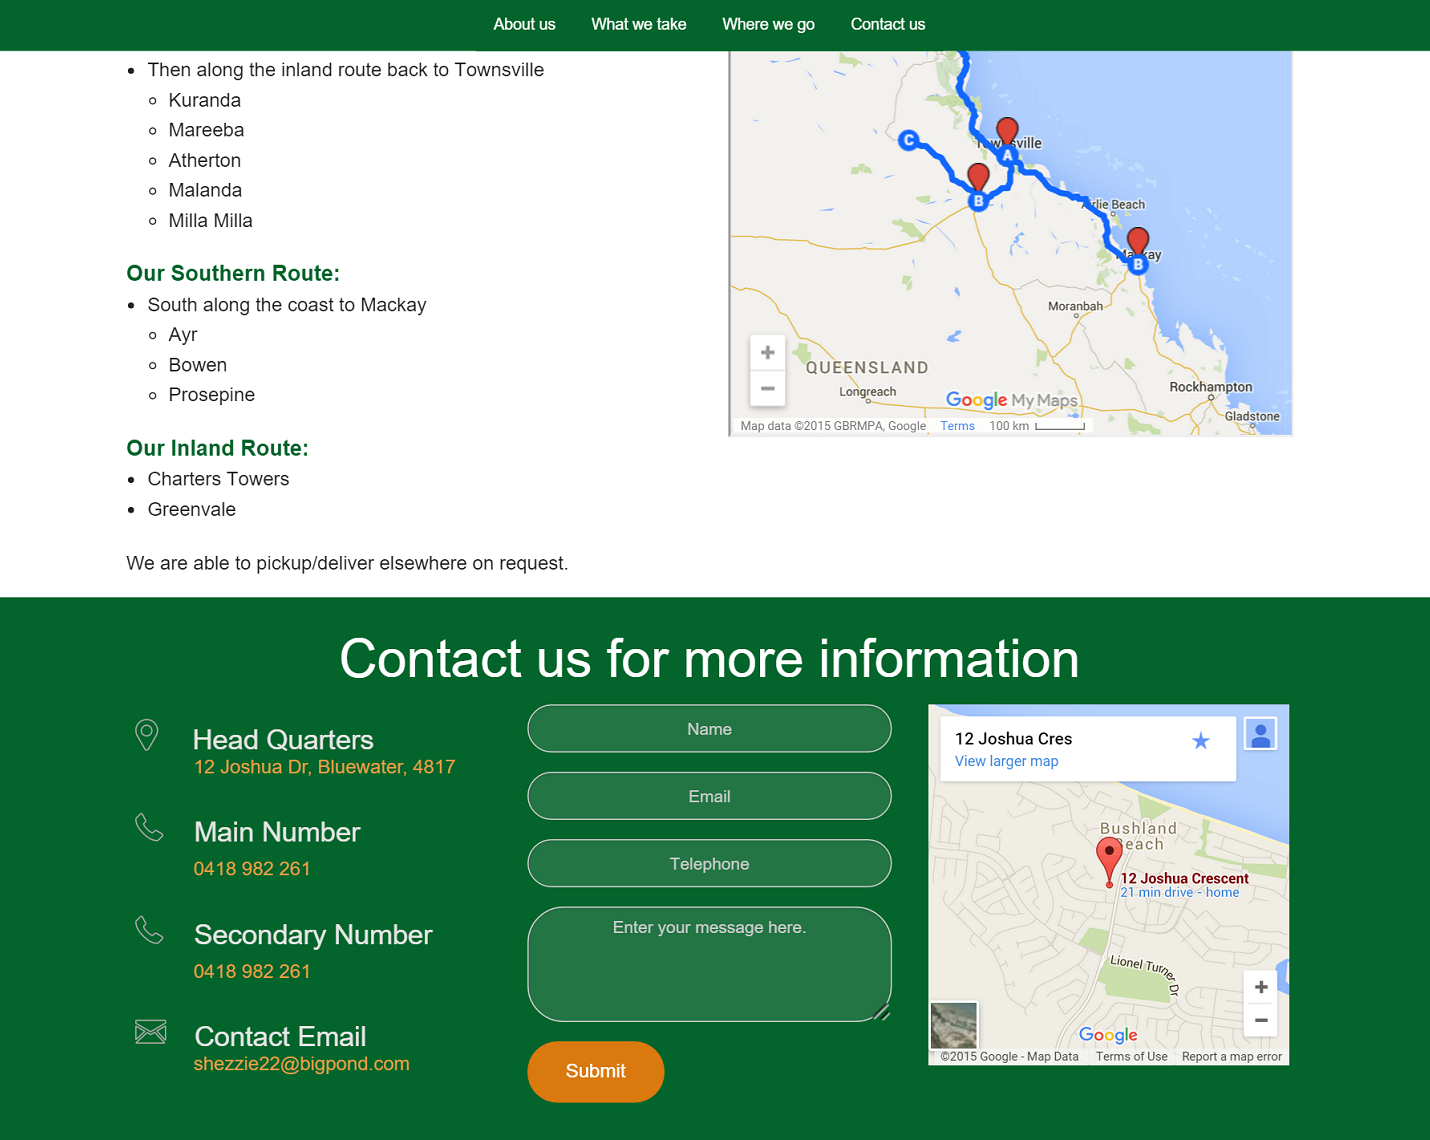 About us What we take Where we go Contact us
Then along the inland route back to Townsville
Kuranda
Mareeba
Atherton
Malanda
Milla Milla
Our Southern Route:
South along the coast to Mackay
Ayr
Bowen
Prosepine
Our Inland Route:
Charters Towers
Greenvale
We are able to pickup/deliver elsewhere on request.
C
Townsville
A
B
Airlie Beach
Mackay
B
Moranbah
+
QUEENSLAND
−
Longreach
Google My Maps
Rockhampton
Gladstone
Map data ©2015 GBRMPA, Google Terms 100 km
Contact us for more information
Head Quarters
12 Joshua Dr, Bluewater, 4817
Main Number
0418 982 261
Secondary Number
0418 982 261
Contact Email
shezzie22@bigpond.com
Name
Email
Telephone
Enter your message here.
Submit
12 Joshua Cres
View larger map
Bushland
Beach
12 Joshua Crescent
21 min drive - home
Lionel Turner Dr
+
−
Google
©2015 Google - Map Data Terms of Use Report a map error